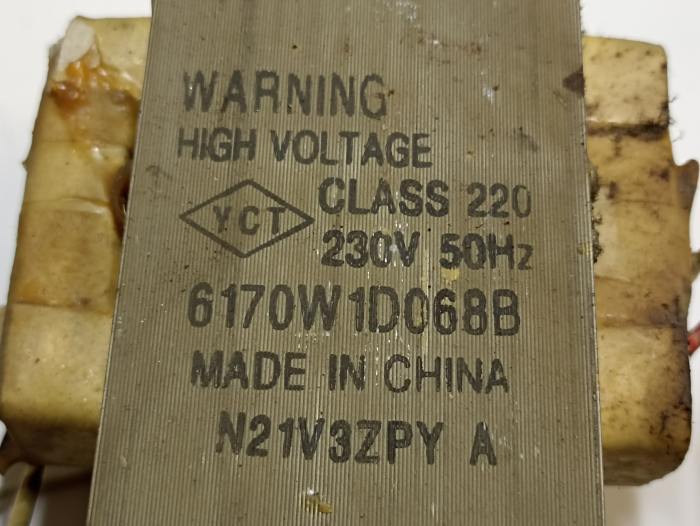 WARNING
HIGH VOLTAGE
YCT CLASS 220
230V 50Hz
6170W1D068B
MADE IN CHINA
N21V3ZPY A